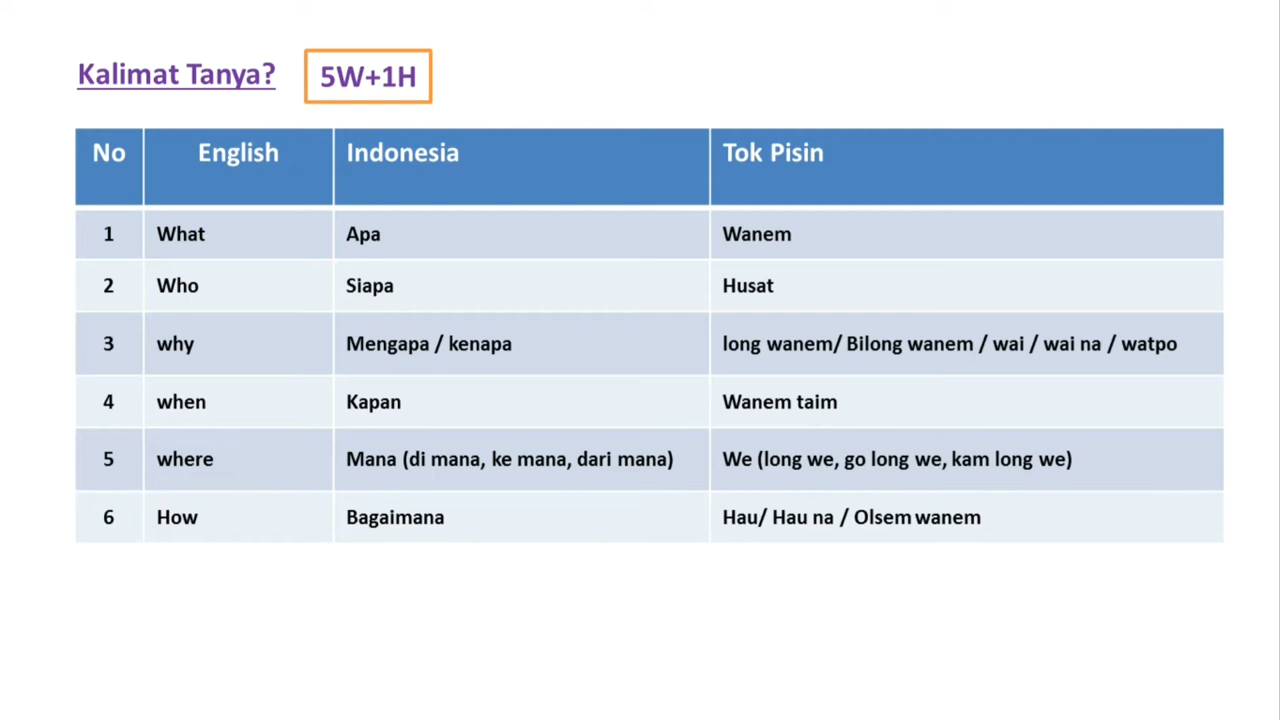 Kalimat Tanya? 5W+1H
No English Indonesia Tok Pisin
1 What Apa Wanem
2 Who Siapa Husat
3 why Mengapa / kenapa long wanem/ Bilong wanem / wai / wai na / watpo
4 when Kapan Wanem taim
5 where Mana (di mana, ke mana, dari mana) We (long we, go long we, kam long we)
6 How Bagaimana Hau/ Hau na / Olsem wanem